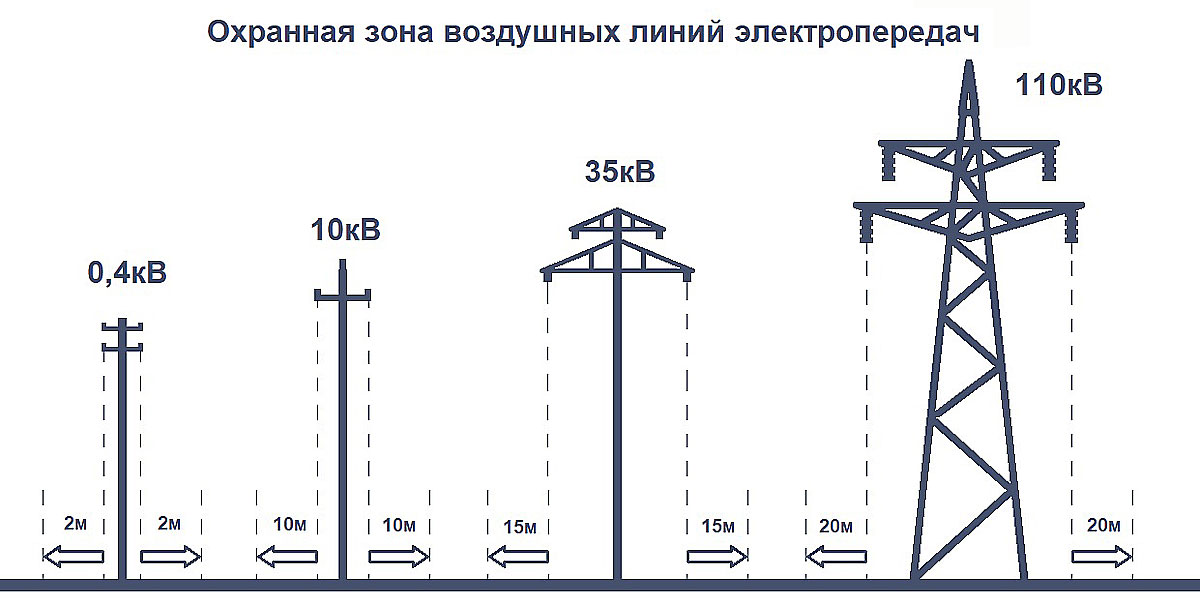 Охранная зона воздушных линий электропередач
110кВ
35кВ
10кВ
0,4кВ
2м 2м 10м 10м 15м 15м 20м 20м